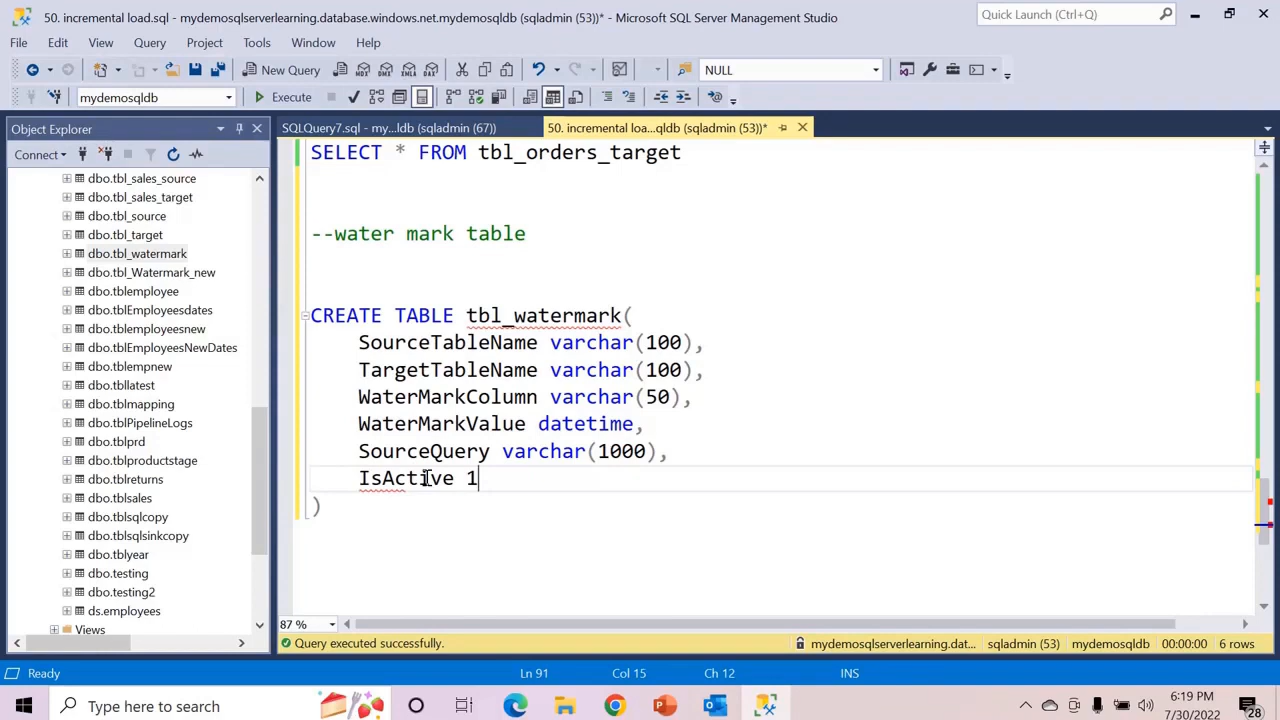 50. incremental load.sql - mydemosqlserverlearning.database.windows.net.mydemosqldb (sqladmin (53))* - Microsoft SQL Server Management Studio
Quick Launch (Ctrl+Q)
File Edit View Query Project Tools Window Help
New Query
MDX DMX XMLA DAX
NULL
mydemosqldb
Execute
Object Explorer
SQLQuery7.sql - my...ldb (sqladmin (67))
50. incremental loa...qldb (sqladmin (53))*
Connect
dbo.tbl_sales_source
dbo.tbl_sales_target
dbo.tbl_source
dbo.tbl_target
dbo.tbl_watermark
dbo.tbl_Watermark_new
dbo.tblemployee
dbo.tblEmployeesdates
dbo.tblemployeesnew
dbo.tblEmployeesNewDates
dbo.tblempnew
dbo.tbllatest
dbo.tblmapping
dbo.tblPipelineLogs
dbo.tblprd
dbo.tblproductstage
dbo.tblreturns
dbo.tblsales
dbo.tblsqlcopy
dbo.tblsqlsinkcopy
dbo.tblyear
dbo.testing
dbo.testing2
ds.employees
Views
SELECT * FROM tbl_orders_target
--water mark table
CREATE TABLE tbl_watermark(
SourceTableName varchar(100),
TargetTableName varchar(100),
WaterMarkColumn varchar(50),
WaterMarkValue datetime,
SourceQuery varchar(1000),
IsActive 1
)
87 %
Query executed successfully.
mydemosqlserverlearning.dat... sqladmin (53) mydemosqldb 00:00:00 6 rows
Ready
Ln 91
Col 15
Ch 12
INS
Type here to search
6:19 PM
7/30/2022
28